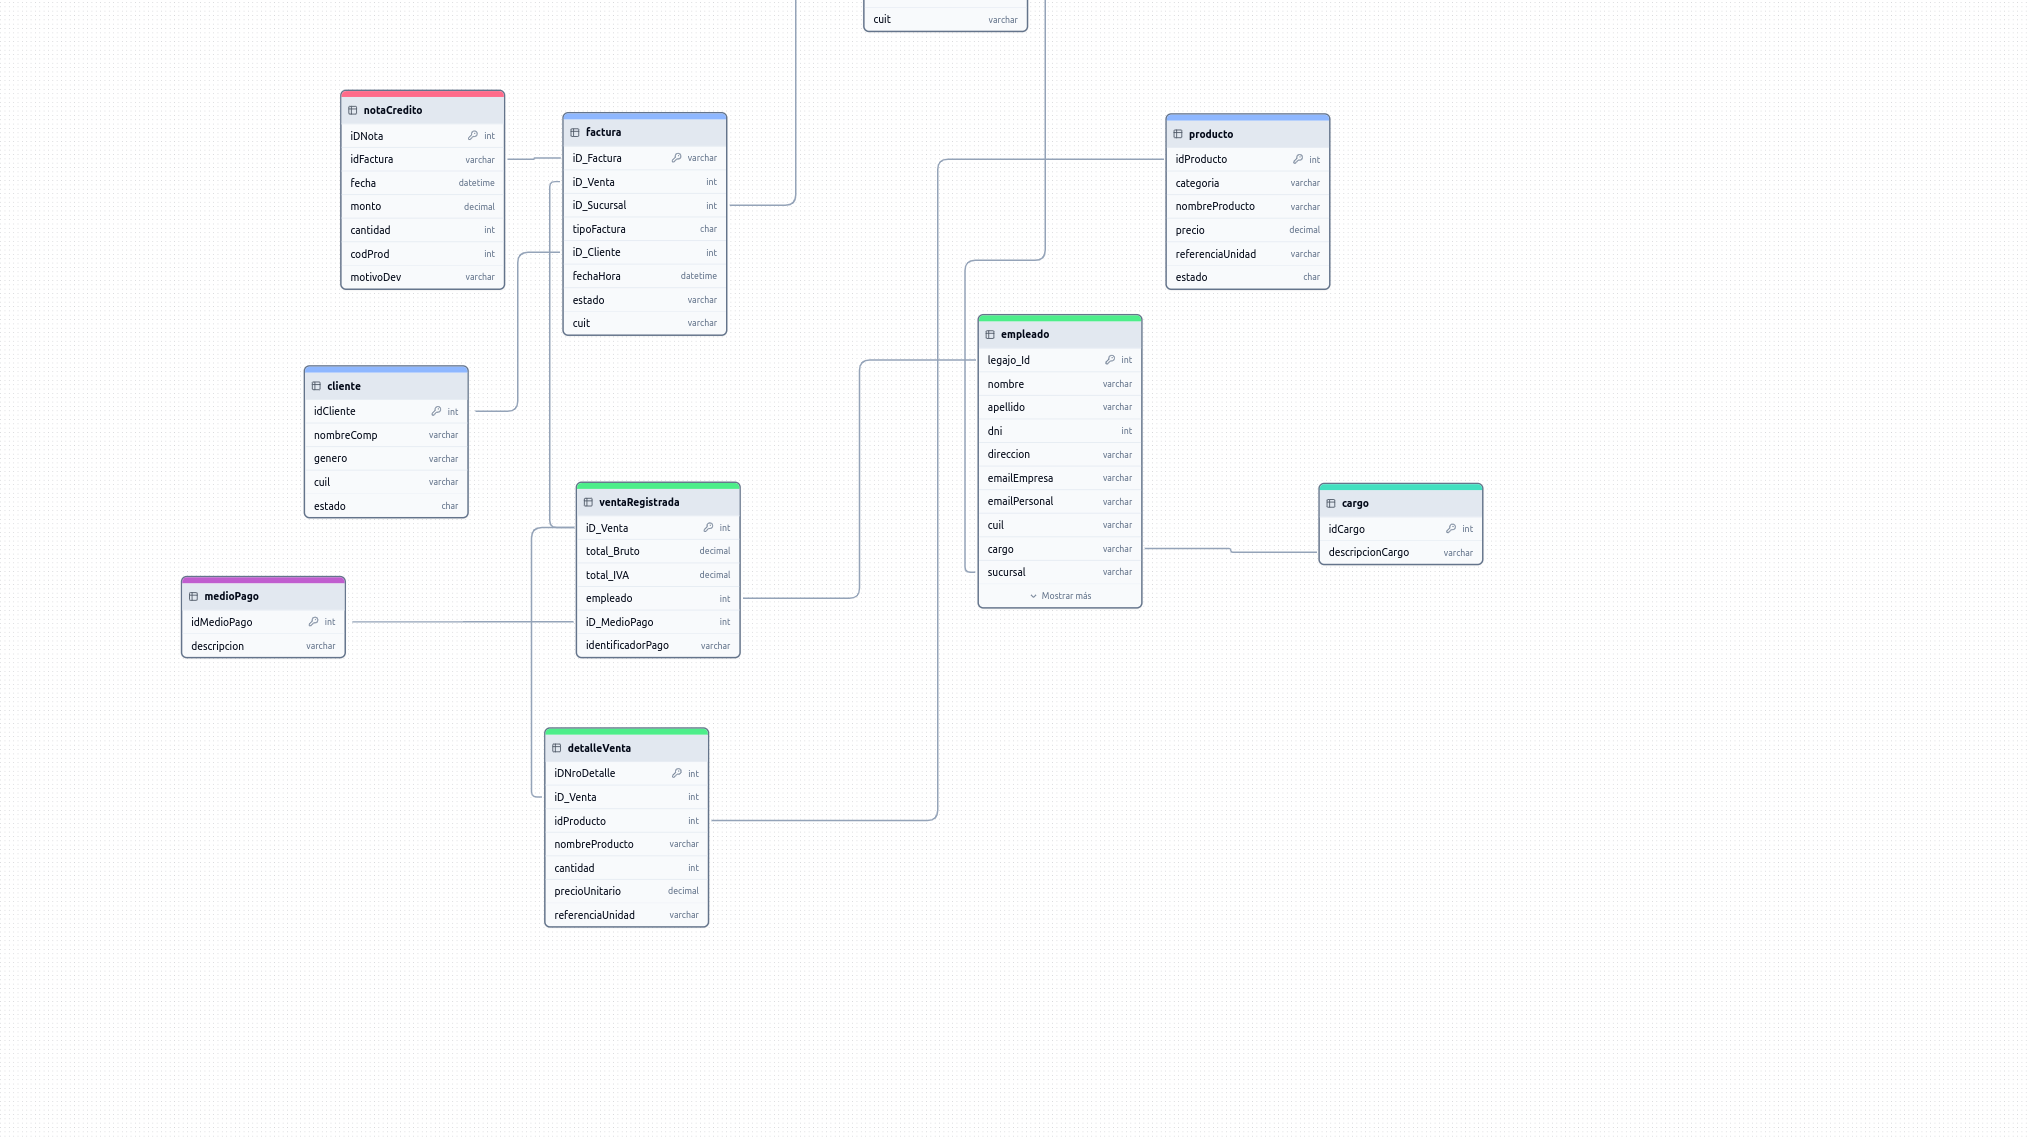 cuit varchar
notaCredito
iDNota int
idFactura varchar
fecha datetime
monto decimal
cantidad int
codProd int
motivoDev varchar
factura
iD_Factura varchar
iD_Venta int
iD_Sucursal int
tipoFactura char
iD_Cliente int
fechaHora datetime
estado varchar
cuit varchar
producto
idProducto int
categoria varchar
nombreProducto varchar
precio decimal
referenciaUnidad varchar
estado char
empleado
legajo_Id int
nombre varchar
apellido varchar
dni int
direccion varchar
emailEmpresa varchar
emailPersonal varchar
cuil varchar
cargo varchar
sucursal varchar
Mostrar más
cliente
idCliente int
nombreComp varchar
genero varchar
cuil varchar
estado char
ventaRegistrada
iD_Venta int
total_Bruto decimal
total_IVA decimal
empleado int
iD_MedioPago int
identificadorPago varchar
cargo
idCargo int
descripcionCargo varchar
medioPago
idMedioPago int
descripcion varchar
detalleVenta
iDNroDetalle int
iD_Venta int
idProducto int
nombreProducto varchar
cantidad int
precioUnitario decimal
referenciaUnidad varchar